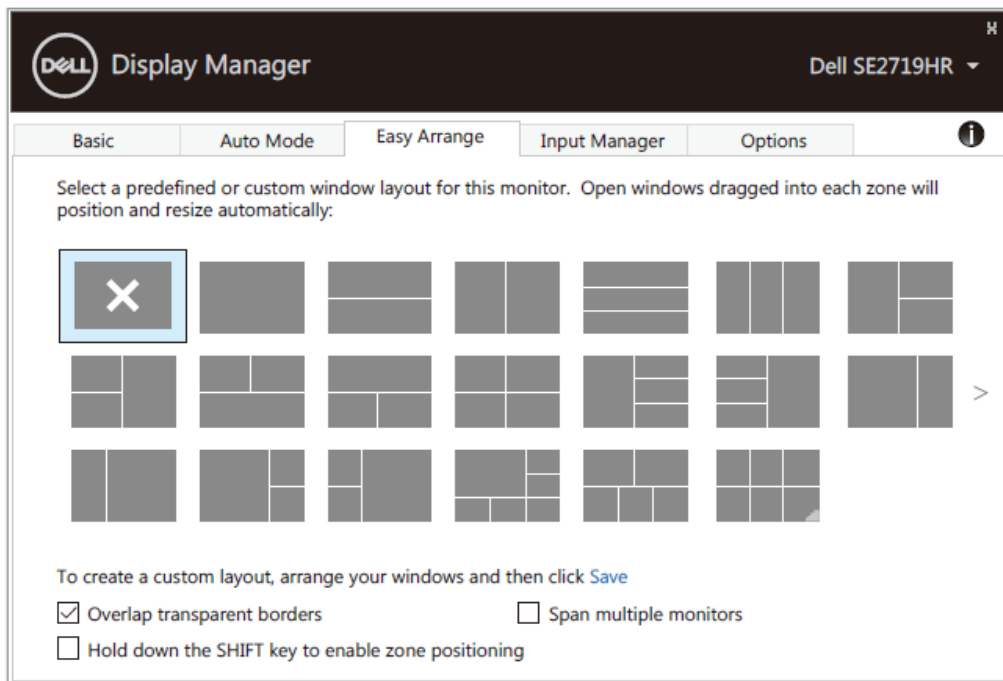 DELL Display Manager
Dell SE2719HR
Basic Auto Mode Easy Arrange Input Manager Options
Select a predefined or custom window layout for this monitor. Open windows dragged into each zone will
position and resize automatically:
>
To create a custom layout, arrange your windows and then click Save
Overlap transparent borders
Span multiple monitors
Hold down the SHIFT key to enable zone positioning